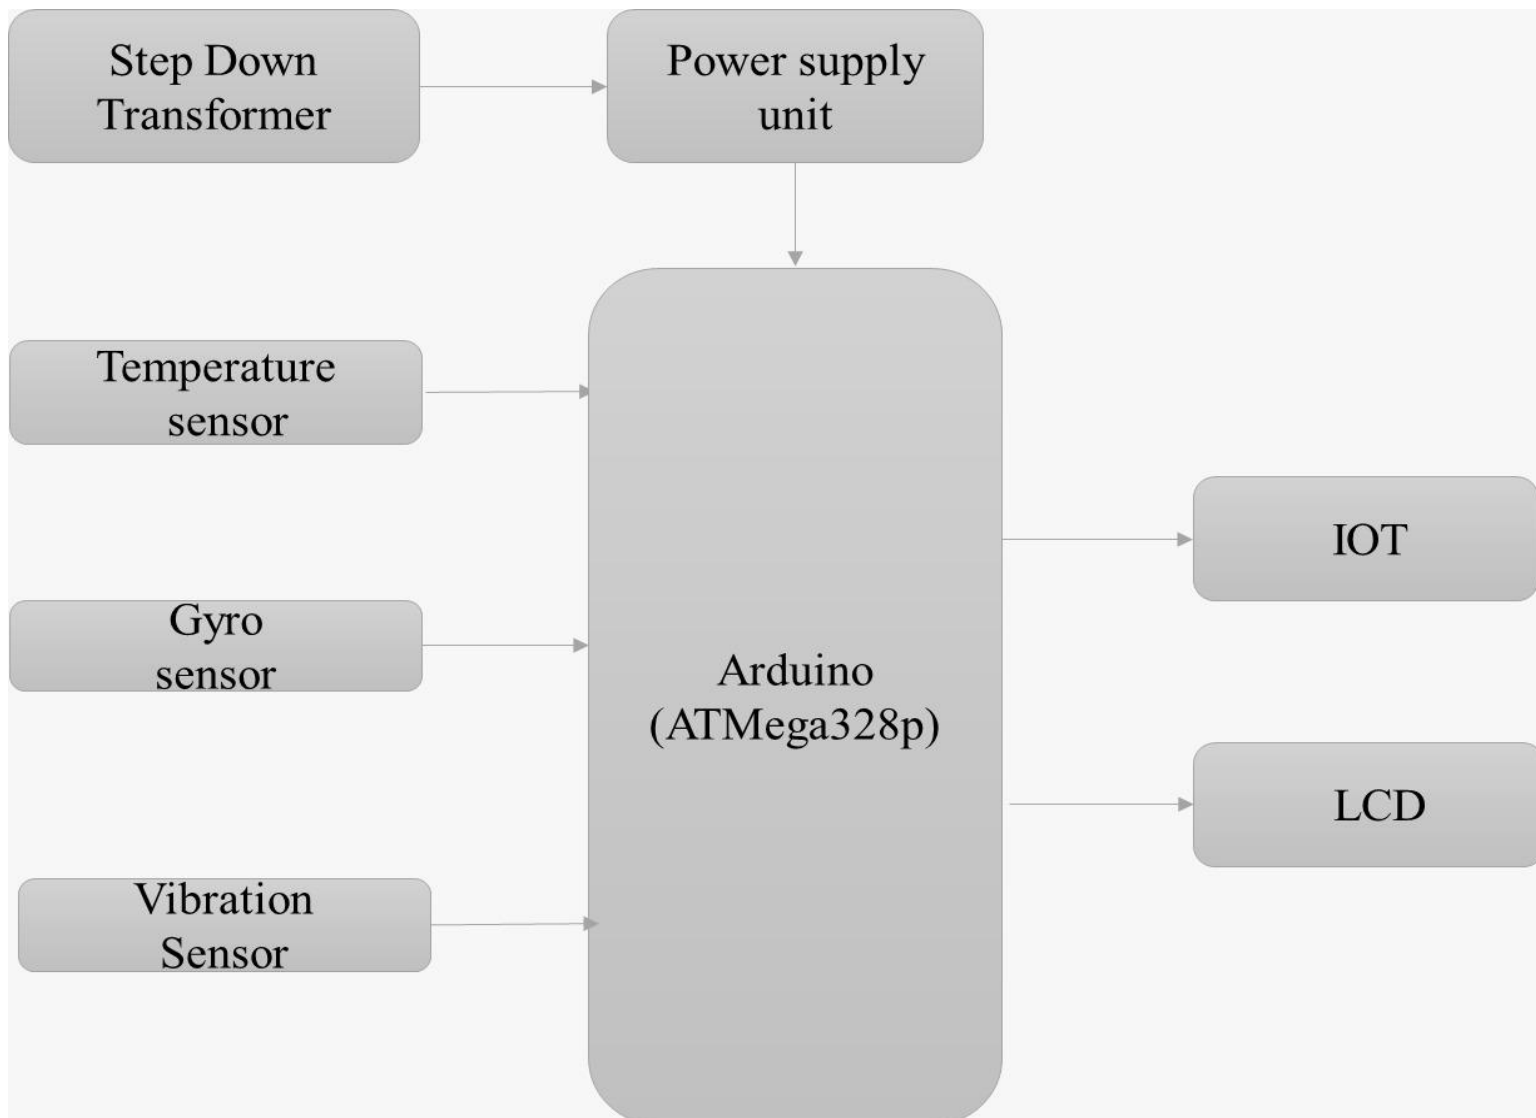 Step Down
Transformer
Power supply
unit
Temperature
sensor
Gyro
sensor
Vibration
Sensor
Arduino
(ATMega328p)
IOT
LCD